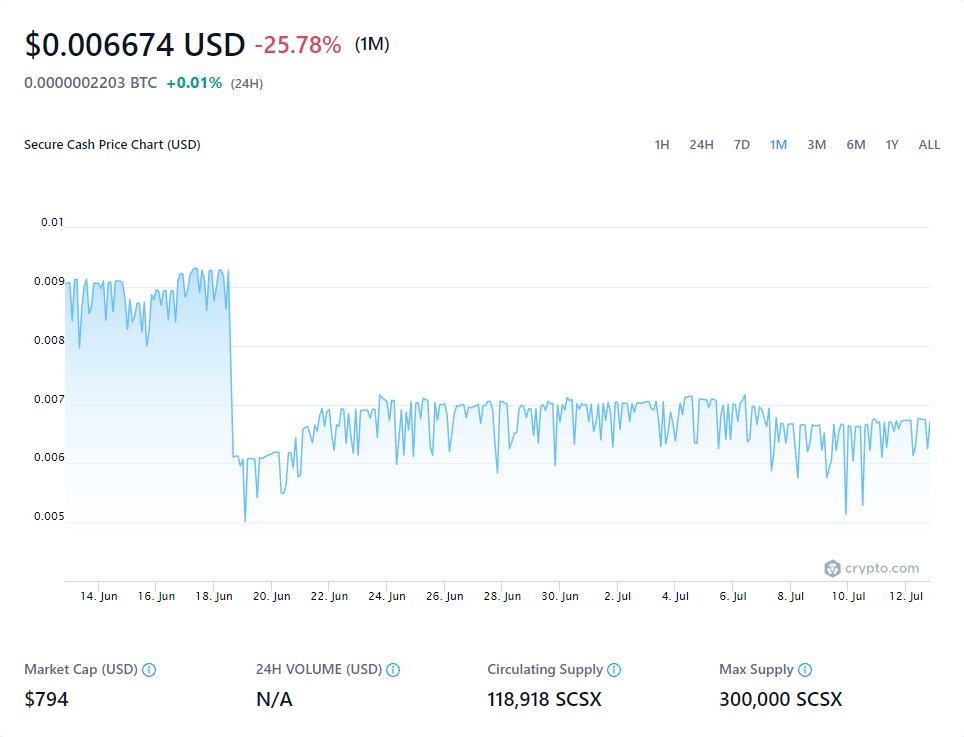 $0.006674 USD -25.78% (1M)
0.0000002203 BTC +0.01% (24H)
Secure Cash Price Chart (USD) 1H 24H 7D 1M 3M 6M 1Y ALL
0.01
0.009
0.008
0.007
0.006
0.005
crypto.com
14. Jun 16. Jun 18. Jun 20. Jun 22. Jun 24. Jun 26. Jun 28. Jun 30. Jun 2. Jul 4. Jul 6. Jul 8. Jul 10. Jul 12. Jul
Market Cap (USD) 24H VOLUME (USD) Circulating Supply Max Supply
$794 N/A 118,918 SCSX 300,000 SCSX